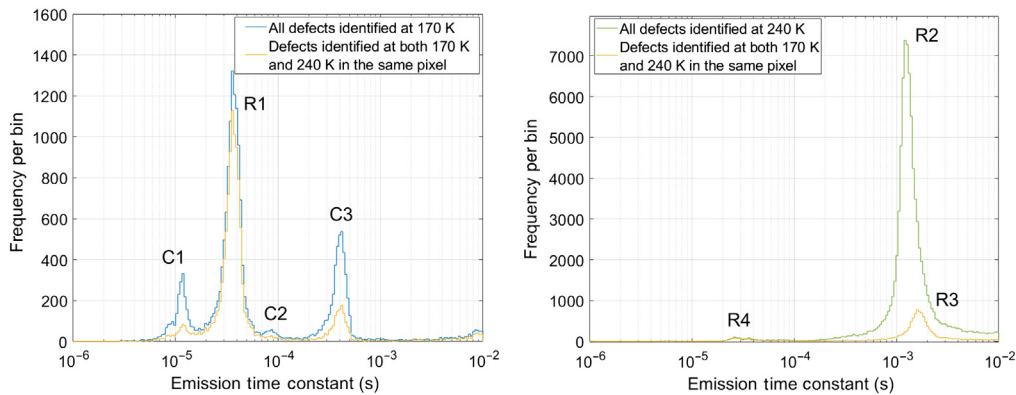 1600
1400
1200
1000
800
600
400
200
0
Frequency per bin
All defects identified at 170 K
Defects identified at both 170 K
and 240 K in the same pixel
C1
R1
C2
C3
10⁻⁶
10⁻⁵
10⁻⁴
10⁻³
10⁻²
Emission time constant (s)
7000
6000
5000
4000
3000
2000
1000
0
Frequency per bin
All defects identified at 240 K
Defects identified at both 170 K
and 240 K in the same pixel
R2
R3
R4
10⁻⁶
10⁻⁵
10⁻⁴
10⁻³
10⁻²
Emission time constant (s)